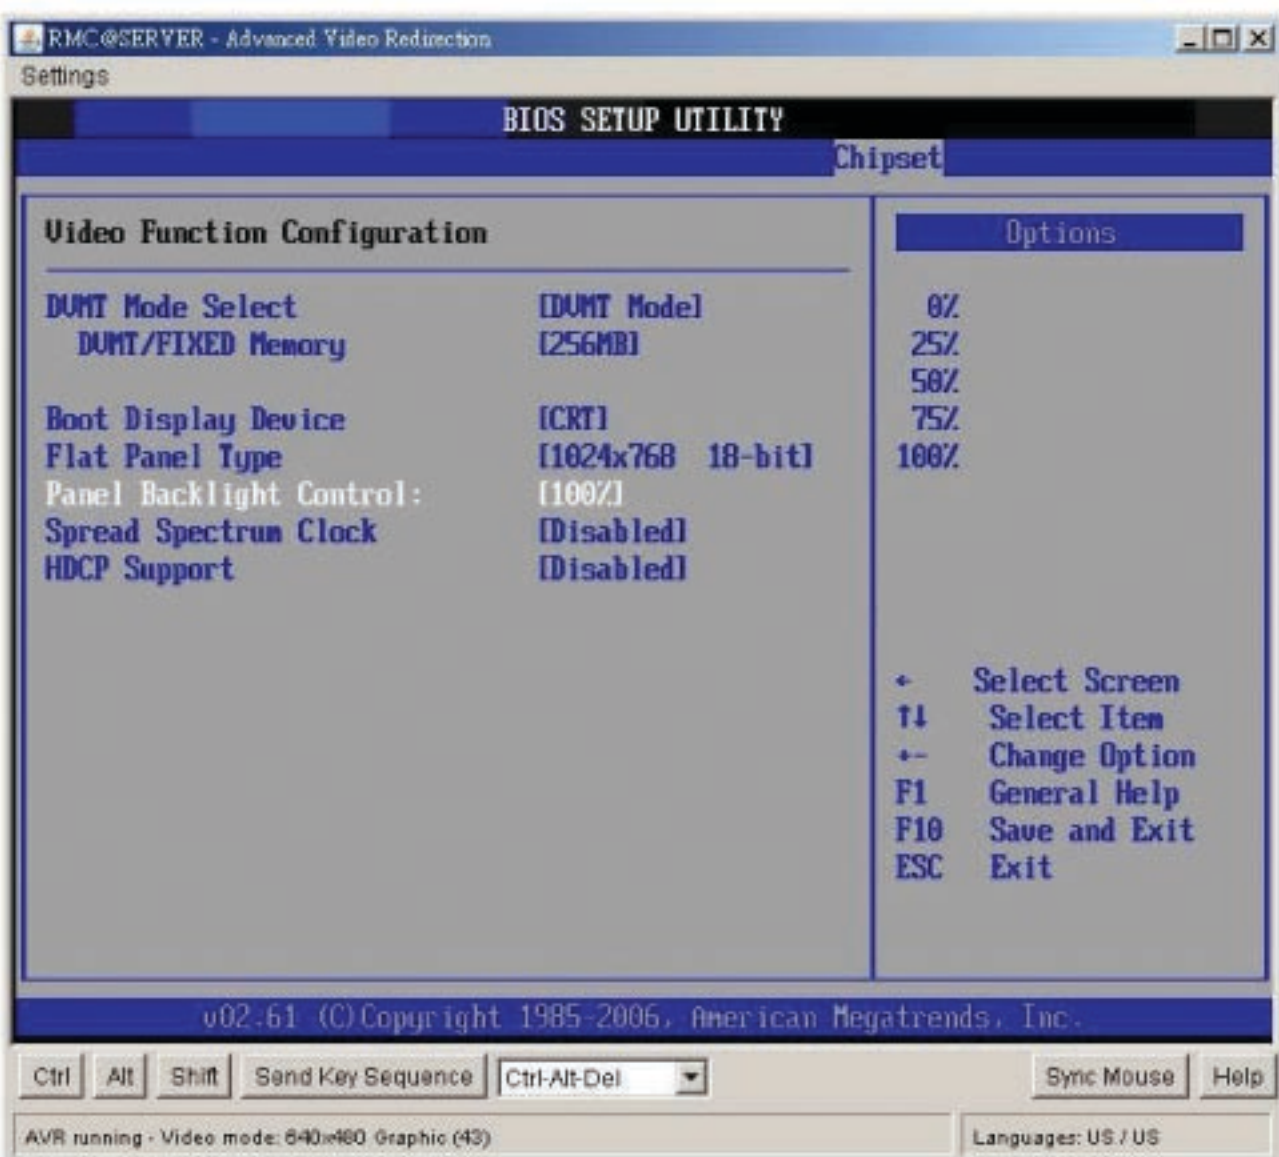 RMC@SERVER - Advanced Video Redirection
Settings
BIOS SETUP UTILITY
Chipset
Video Function Configuration
DVMT Mode Select [DVMT Mode]
DVMT/FIXED Memory [256MB]
Boot Display Device [CRT]
Flat Panel Type [1024x768 18-bit]
Panel Backlight Control: [100%]
Spread Spectrum Clock [Disabled]
HDCP Support [Disabled]
Options
0%
25%
50%
75%
100%
← Select Screen
↑↓ Select Item
+- Change Option
F1 General Help
F10 Save and Exit
ESC Exit
v02.61 (C)Copyright 1985-2006, American Megatrends, Inc.
Ctrl Alt Shift Send Key Sequence Ctrl-Alt-Del Sync Mouse Help
AVR running - Video mode: 640x480 Graphic (43) Languages: US / US